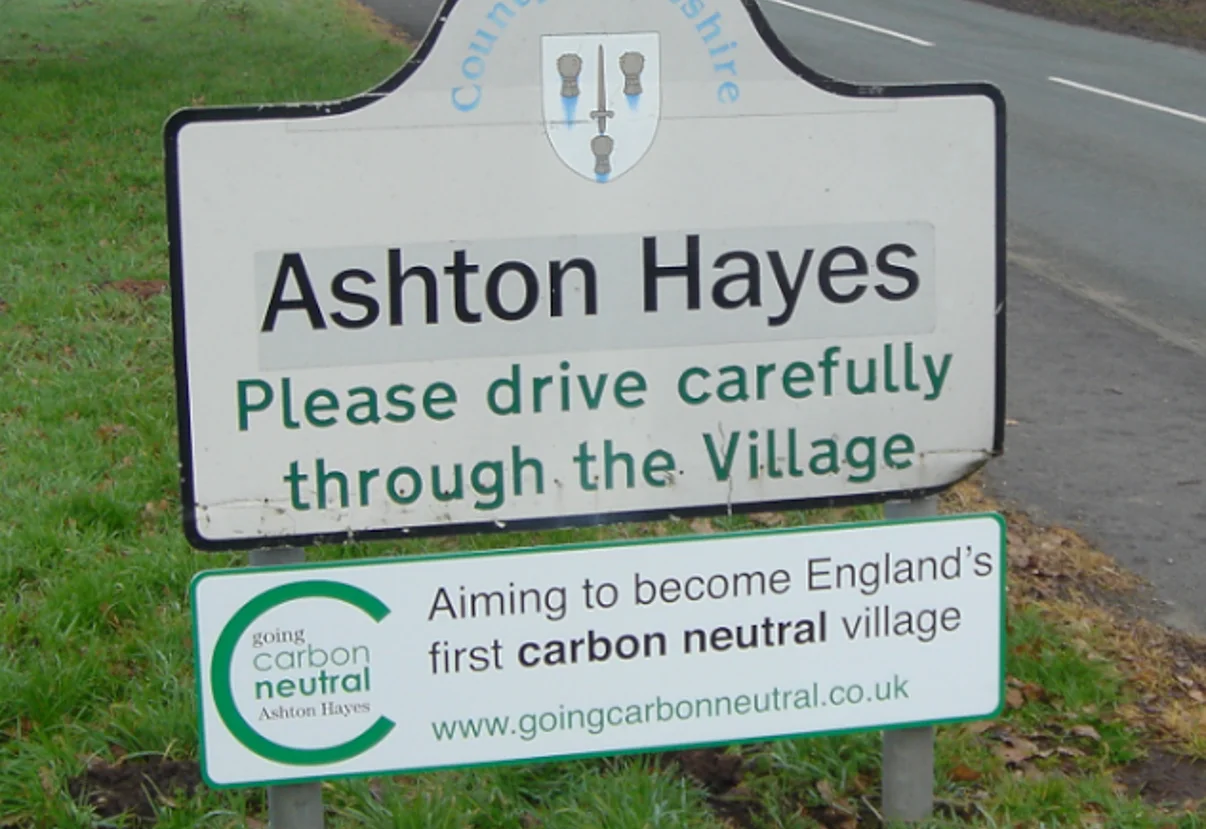 Ashton Hayes
Please drive carefully
through the Village
going
carbon
neutral
Ashton Hayes
Aiming to become England's
first carbon neutral village
www.goingcarbonneutral.co.uk